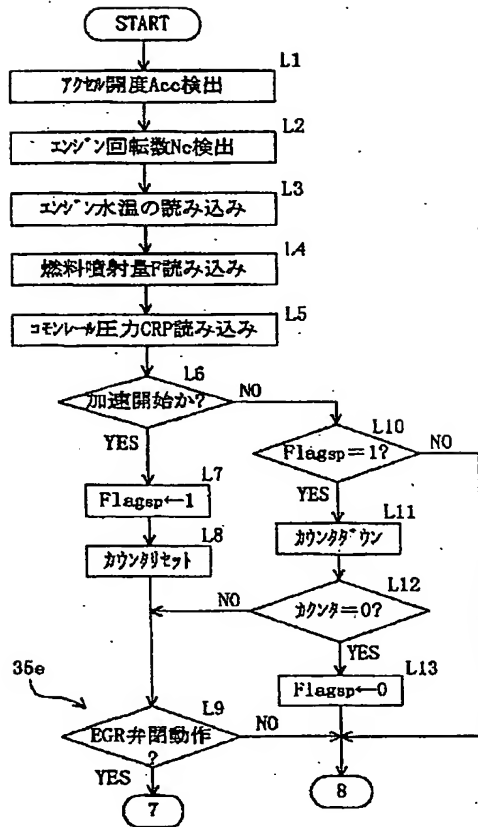 START
L1
アクセル開度Acc検出
L2
エンジン回転数Nc検出
L3
エンジン水温の読み込み
L4
燃料噴射量F読み込み
L5
コモンレール圧力CRP読み込み
L6
加速開始か?
NO
YES
L10
Flagsp=1?
NO
YES
L7
Flagsp←1
L8
カウンタリセット
L11
カウンタダウン
L12
カウンタ=0?
NO
YES
L13
Flagsp←0
35e
L9
EGR弁閉動作
?
NO
YES
7
8